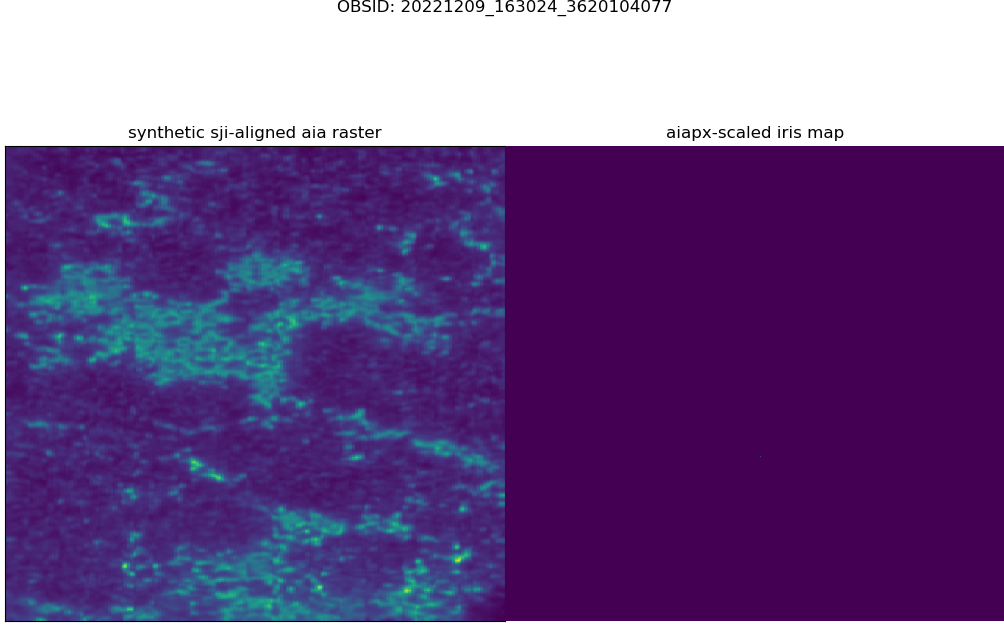 OBSID: 20221209_163024_3620104077
synthetic sji-aligned aia raster
aiapx-scaled iris map